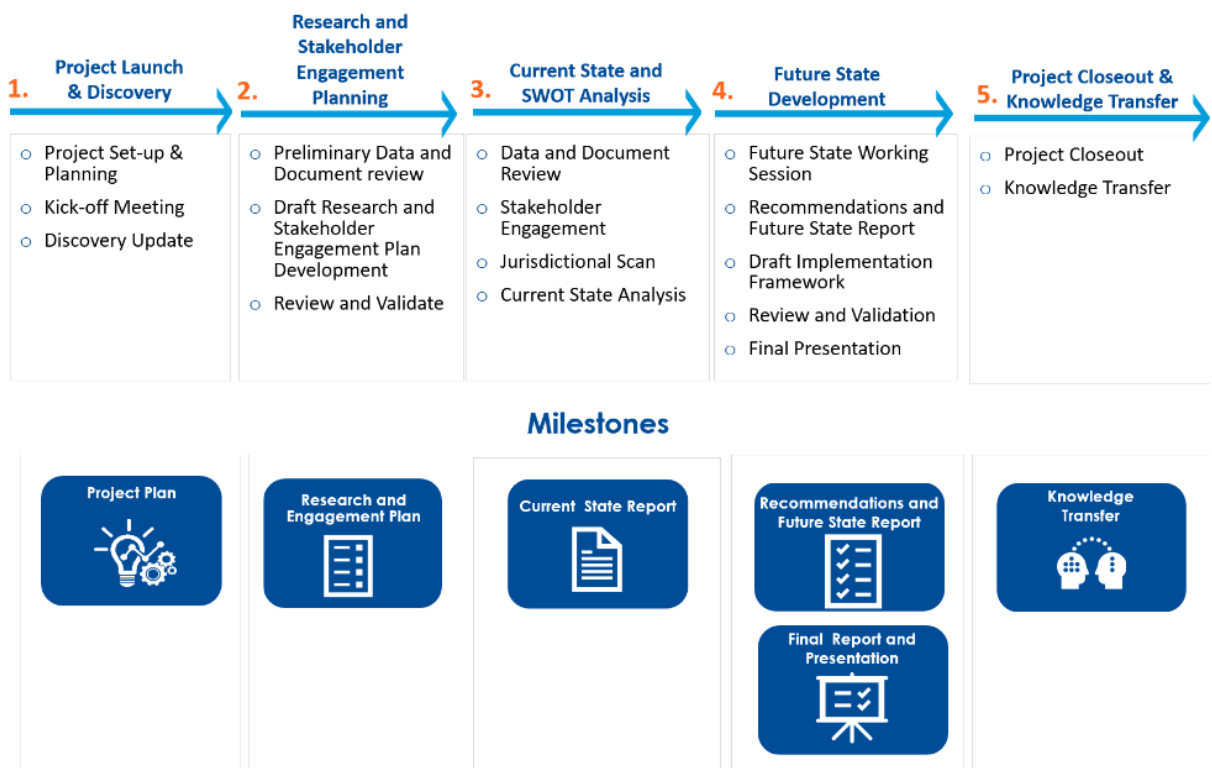 1.
Project Launch
& Discovery
2.
Research and
Stakeholder
Engagement
Planning
3.
Current State and
SWOT Analysis
4.
Future State
Development
5.
Project Closeout &
Knowledge Transfer
Project Set-up &
Planning
Kick-off Meeting
Discovery Update
Preliminary Data and
Document review
Draft Research and
Stakeholder
Engagement Plan
Development
Review and Validate
Data and Document
Review
Stakeholder
Engagement
Jurisdictional Scan
Current State Analysis
Future State Working
Session
Recommendations and
Future State Report
Draft Implementation
Framework
Review and Validation
Final Presentation
Project Closeout
Knowledge Transfer
Milestones
Project Plan
Research and
Engagement Plan
Current State Report
Recommendations and
Future State Report
Final Report and
Presentation
Knowledge
Transfer